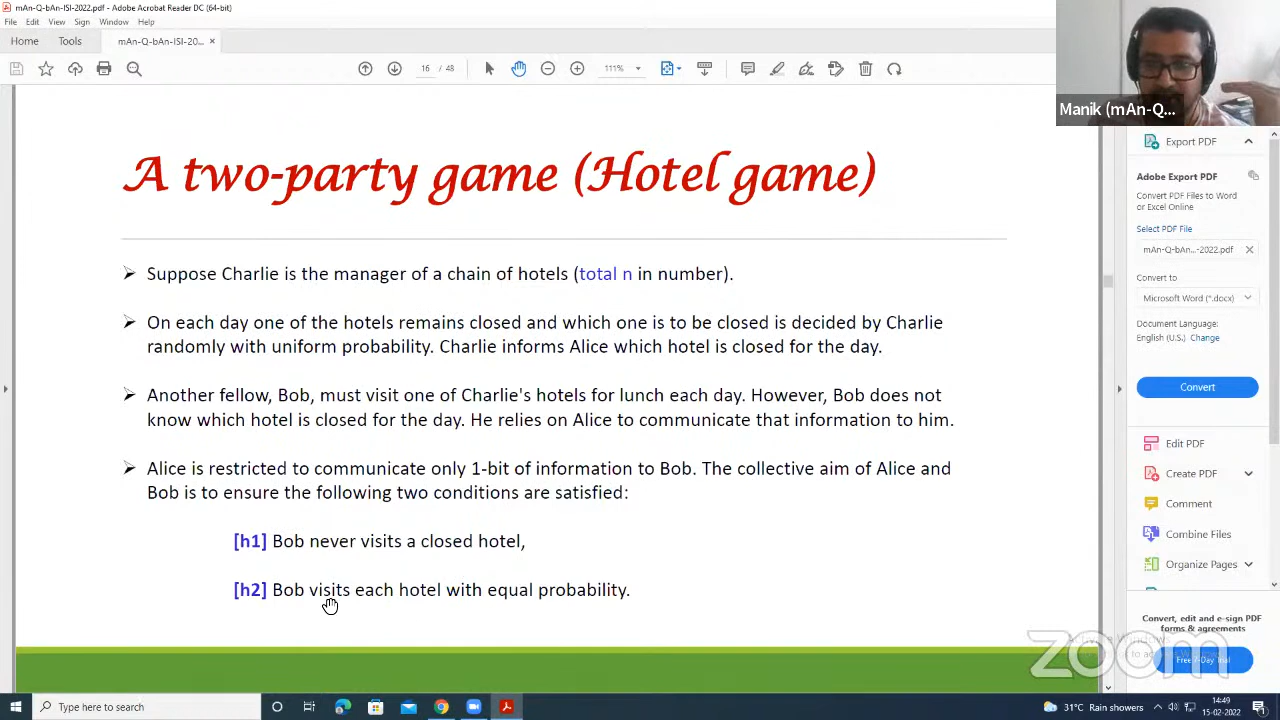 mAn-Q-bAn-ISI-2022.pdf - Adobe Acrobat Reader DC (64-bit)
File Edit View Sign Window Help
Home Tools mAn-Q-bAn-ISI-20... ×
16 / 48 111%
Manik (mAn-Q...
A two-party game (Hotel game)
Suppose Charlie is the manager of a chain of hotels (total n in number).
On each day one of the hotels remains closed and which one is to be closed is decided by Charlie
randomly with uniform probability. Charlie informs Alice which hotel is closed for the day.
Another fellow, Bob, must visit one of Charlie's hotels for lunch each day. However, Bob does not
know which hotel is closed for the day. He relies on Alice to communicate that information to him.
Alice is restricted to communicate only 1-bit of information to Bob. The collective aim of Alice and
Bob is to ensure the following two conditions are satisfied:
[h1] Bob never visits a closed hotel,
[h2] Bob visits each hotel with equal probability.
Export PDF
Adobe Export PDF
Convert PDF Files to Word
or Excel Online
Select PDF File
mAn-Q-bAn...-2022.pdf
Convert to
Microsoft Word (*.docx)
Document Language:
English (U.S.) Change
Convert
Edit PDF
Create PDF
Comment
Combine Files
Organize Pages
Convert, edit and e-sign PDF
forms & agreements
Free 7-Day Trial
zoom
Type here to search
31°C Rain showers
14:49
15-02-2022